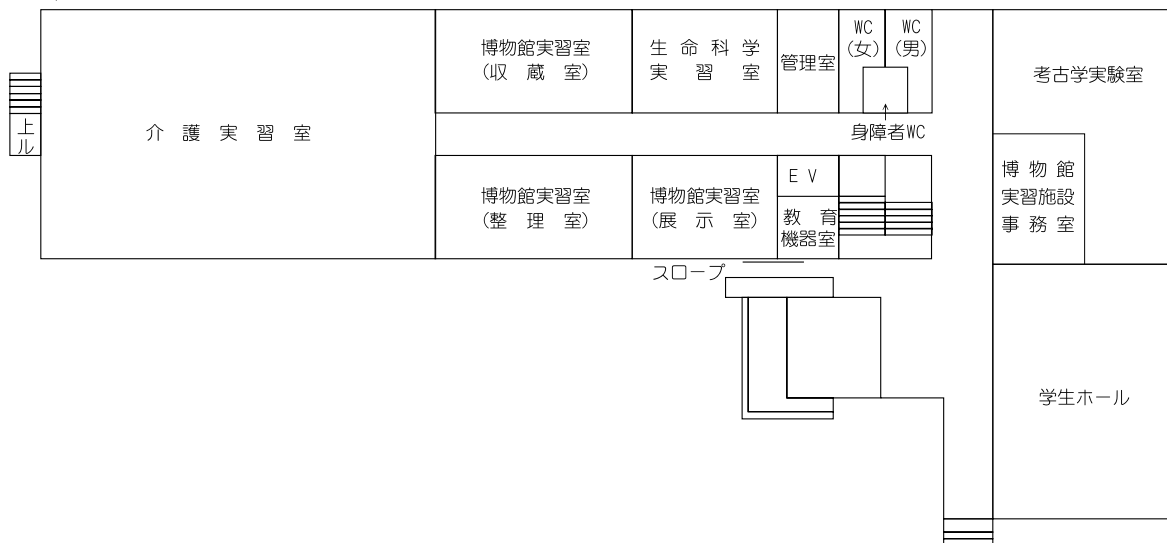 博物館実習室
(収 蔵 室)
生 命 科 学
実 習 室
管理室
WC
(女)
WC
(男)
考古学実験室
上
ル
介 護 実 習 室
身障者WC
博物館実習室
(整 理 室)
博物館実習室
(展 示 室)
E V
教 育
機器室
博 物 館
実習施設
事 務 室
スロープ
学生ホール